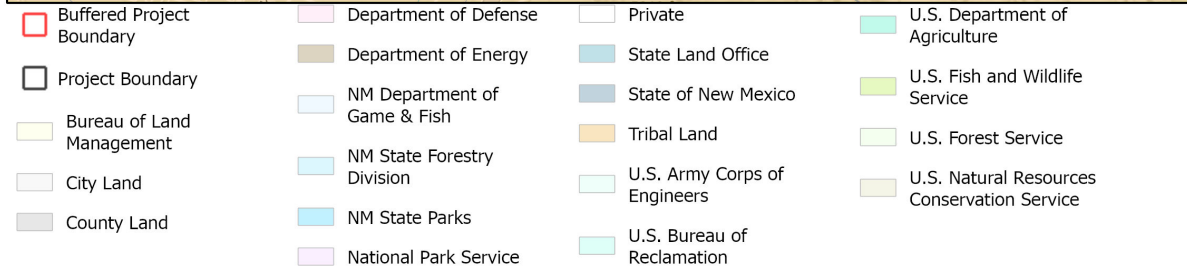 Buffered Project
Boundary
Project Boundary
Bureau of Land
Management
City Land
County Land
Department of Defense
Department of Energy
NM Department of
Game & Fish
NM State Forestry
Division
NM State Parks
National Park Service
Private
State Land Office
State of New Mexico
Tribal Land
U.S. Army Corps of
Engineers
U.S. Bureau of
Reclamation
U.S. Department of
Agriculture
U.S. Fish and Wildlife
Service
U.S. Forest Service
U.S. Natural Resources
Conservation Service